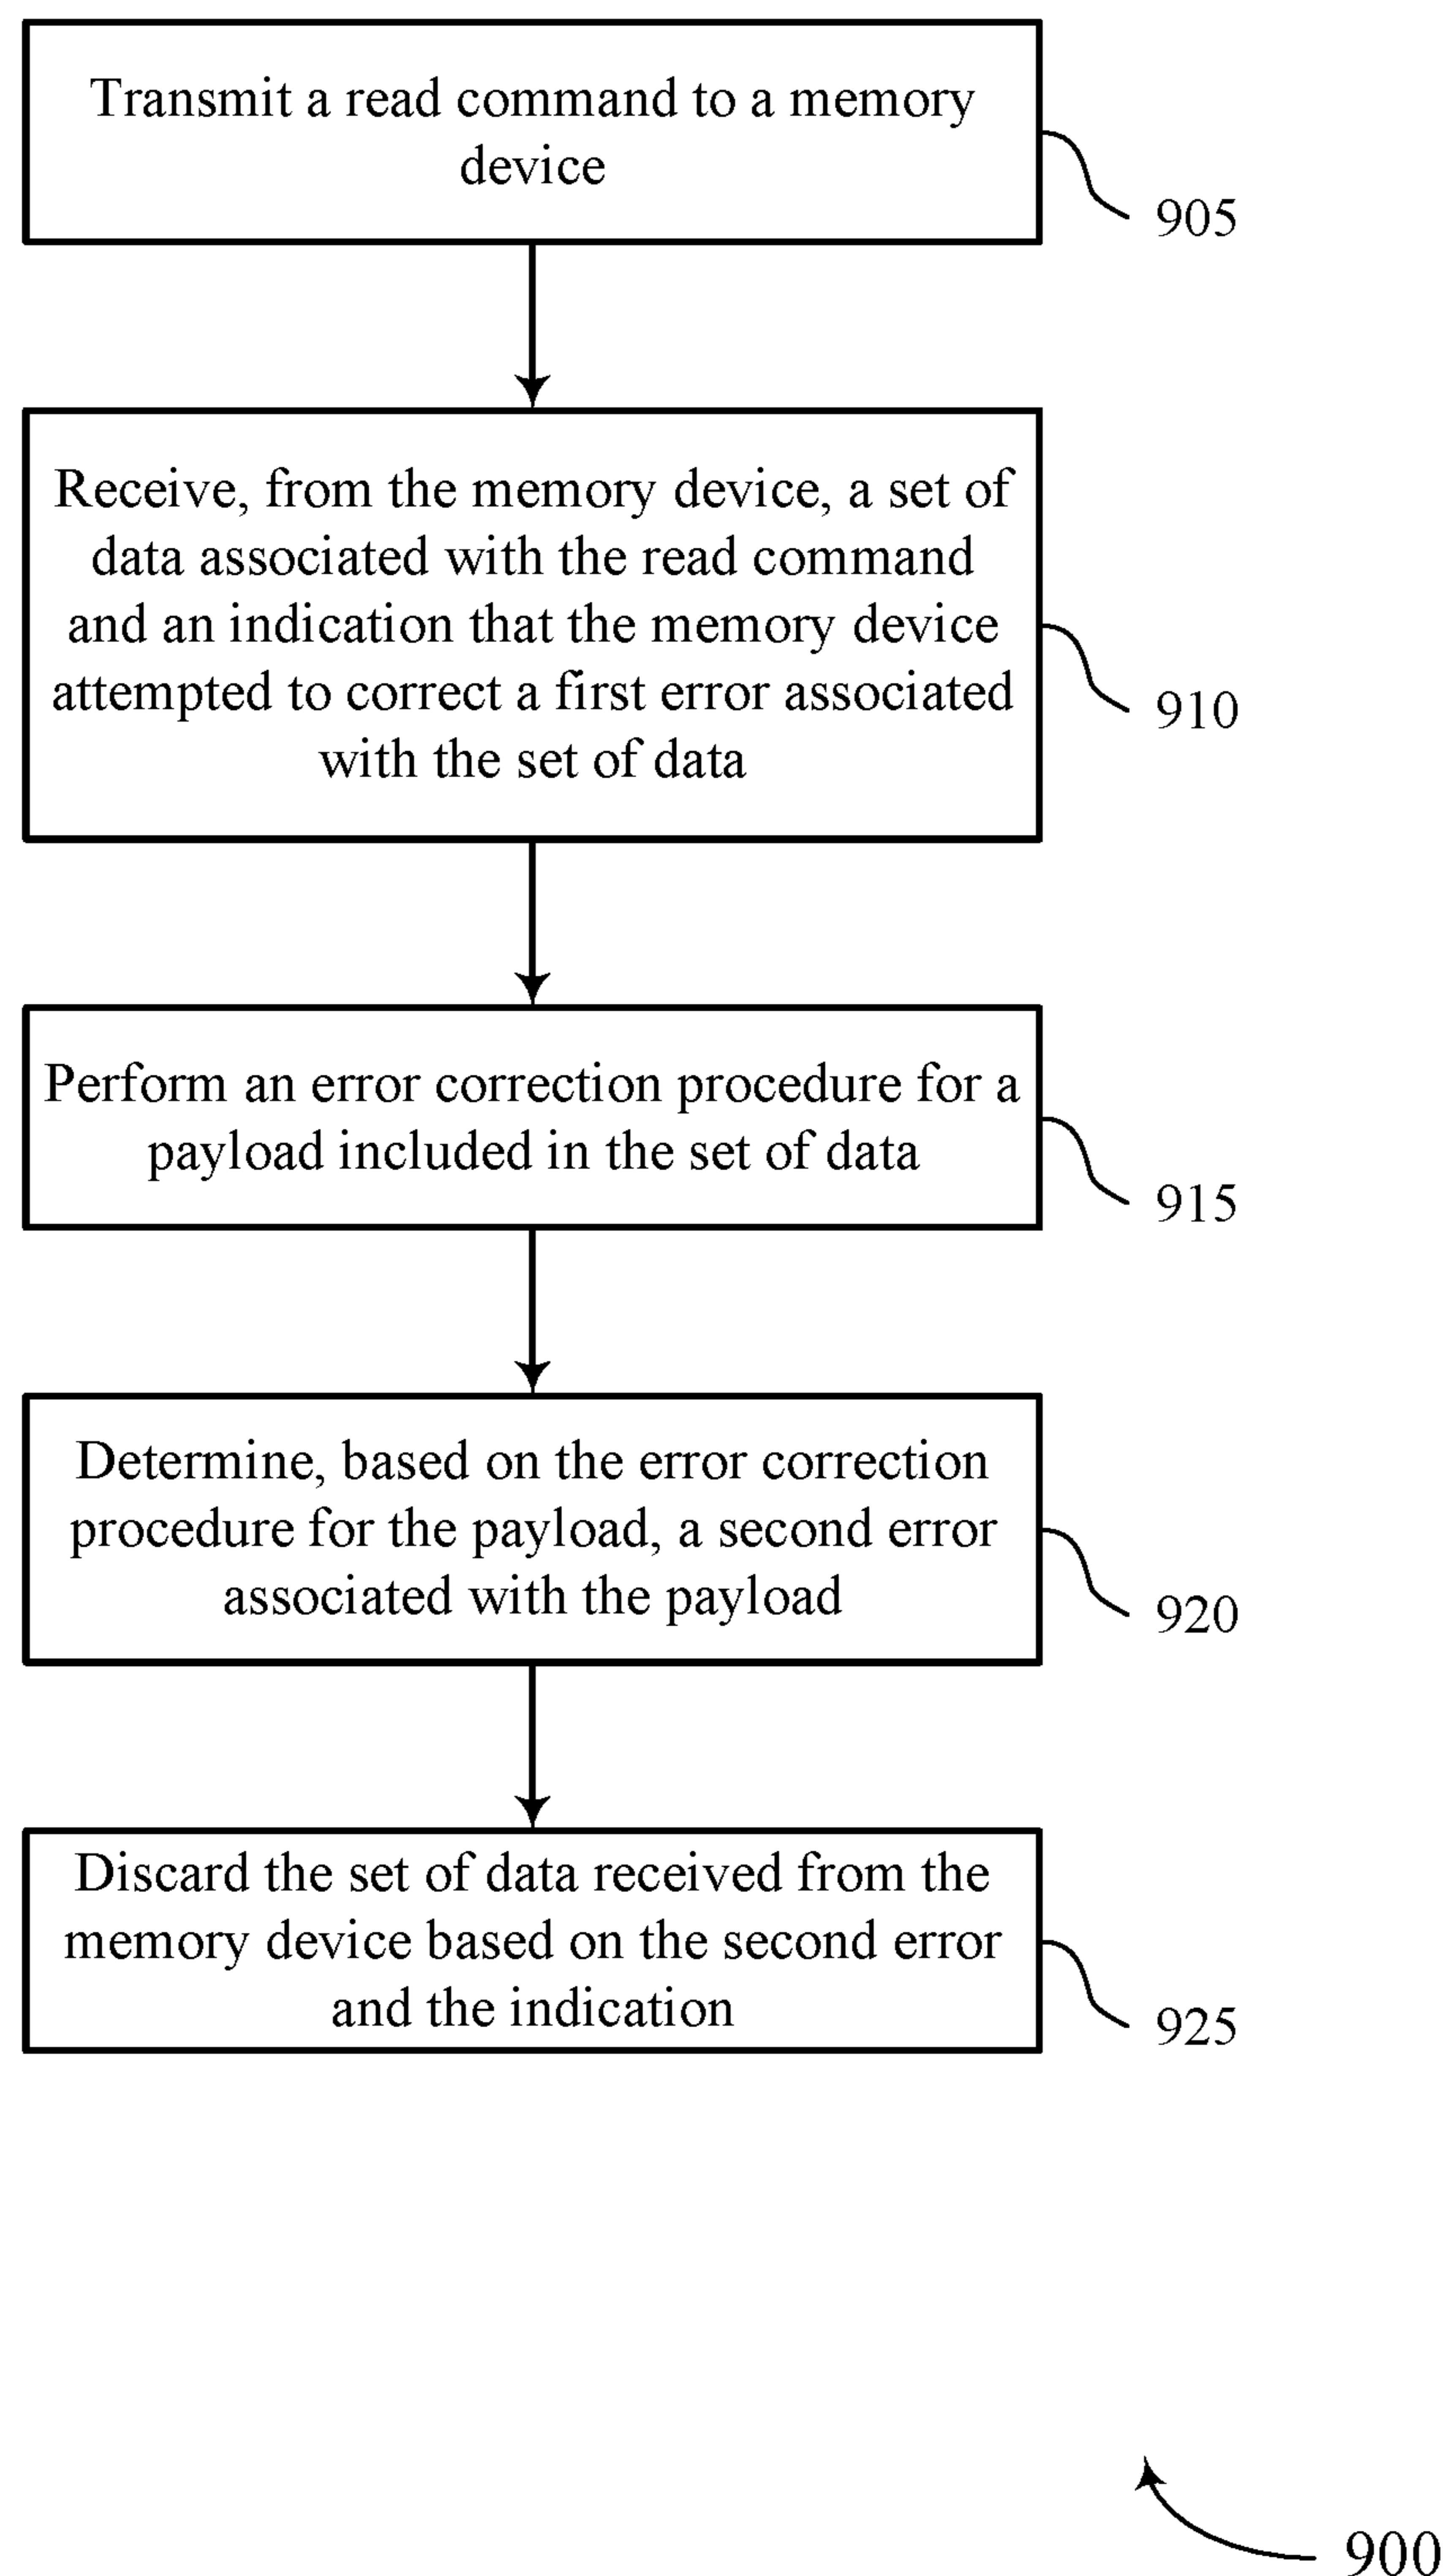 Transmit a read command to a memory
device
905
Receive, from the memory device, a set of
data associated with the read command
and an indication that the memory device
attempted to correct a first error associated
with the set of data
910
Perform an error correction procedure for a
payload included in the set of data
915
Determine, based on the error correction
procedure for the payload, a second error
associated with the payload
920
Discard the set of data received from the
memory device based on the second error
and the indication
925
900